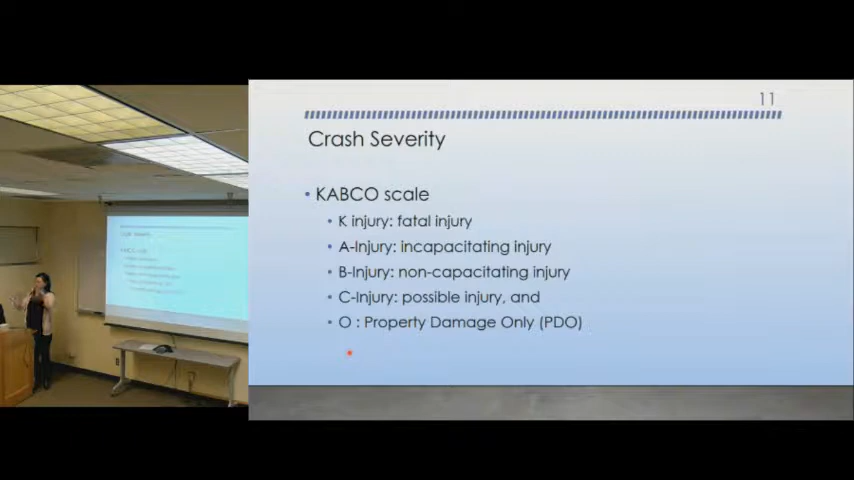 11
Crash Severity
• KABCO scale
• K injury: fatal injury
• A-Injury: incapacitating injury
• B-Injury: non-capacitating injury
• C-Injury: possible injury, and
• O : Property Damage Only (PDO)